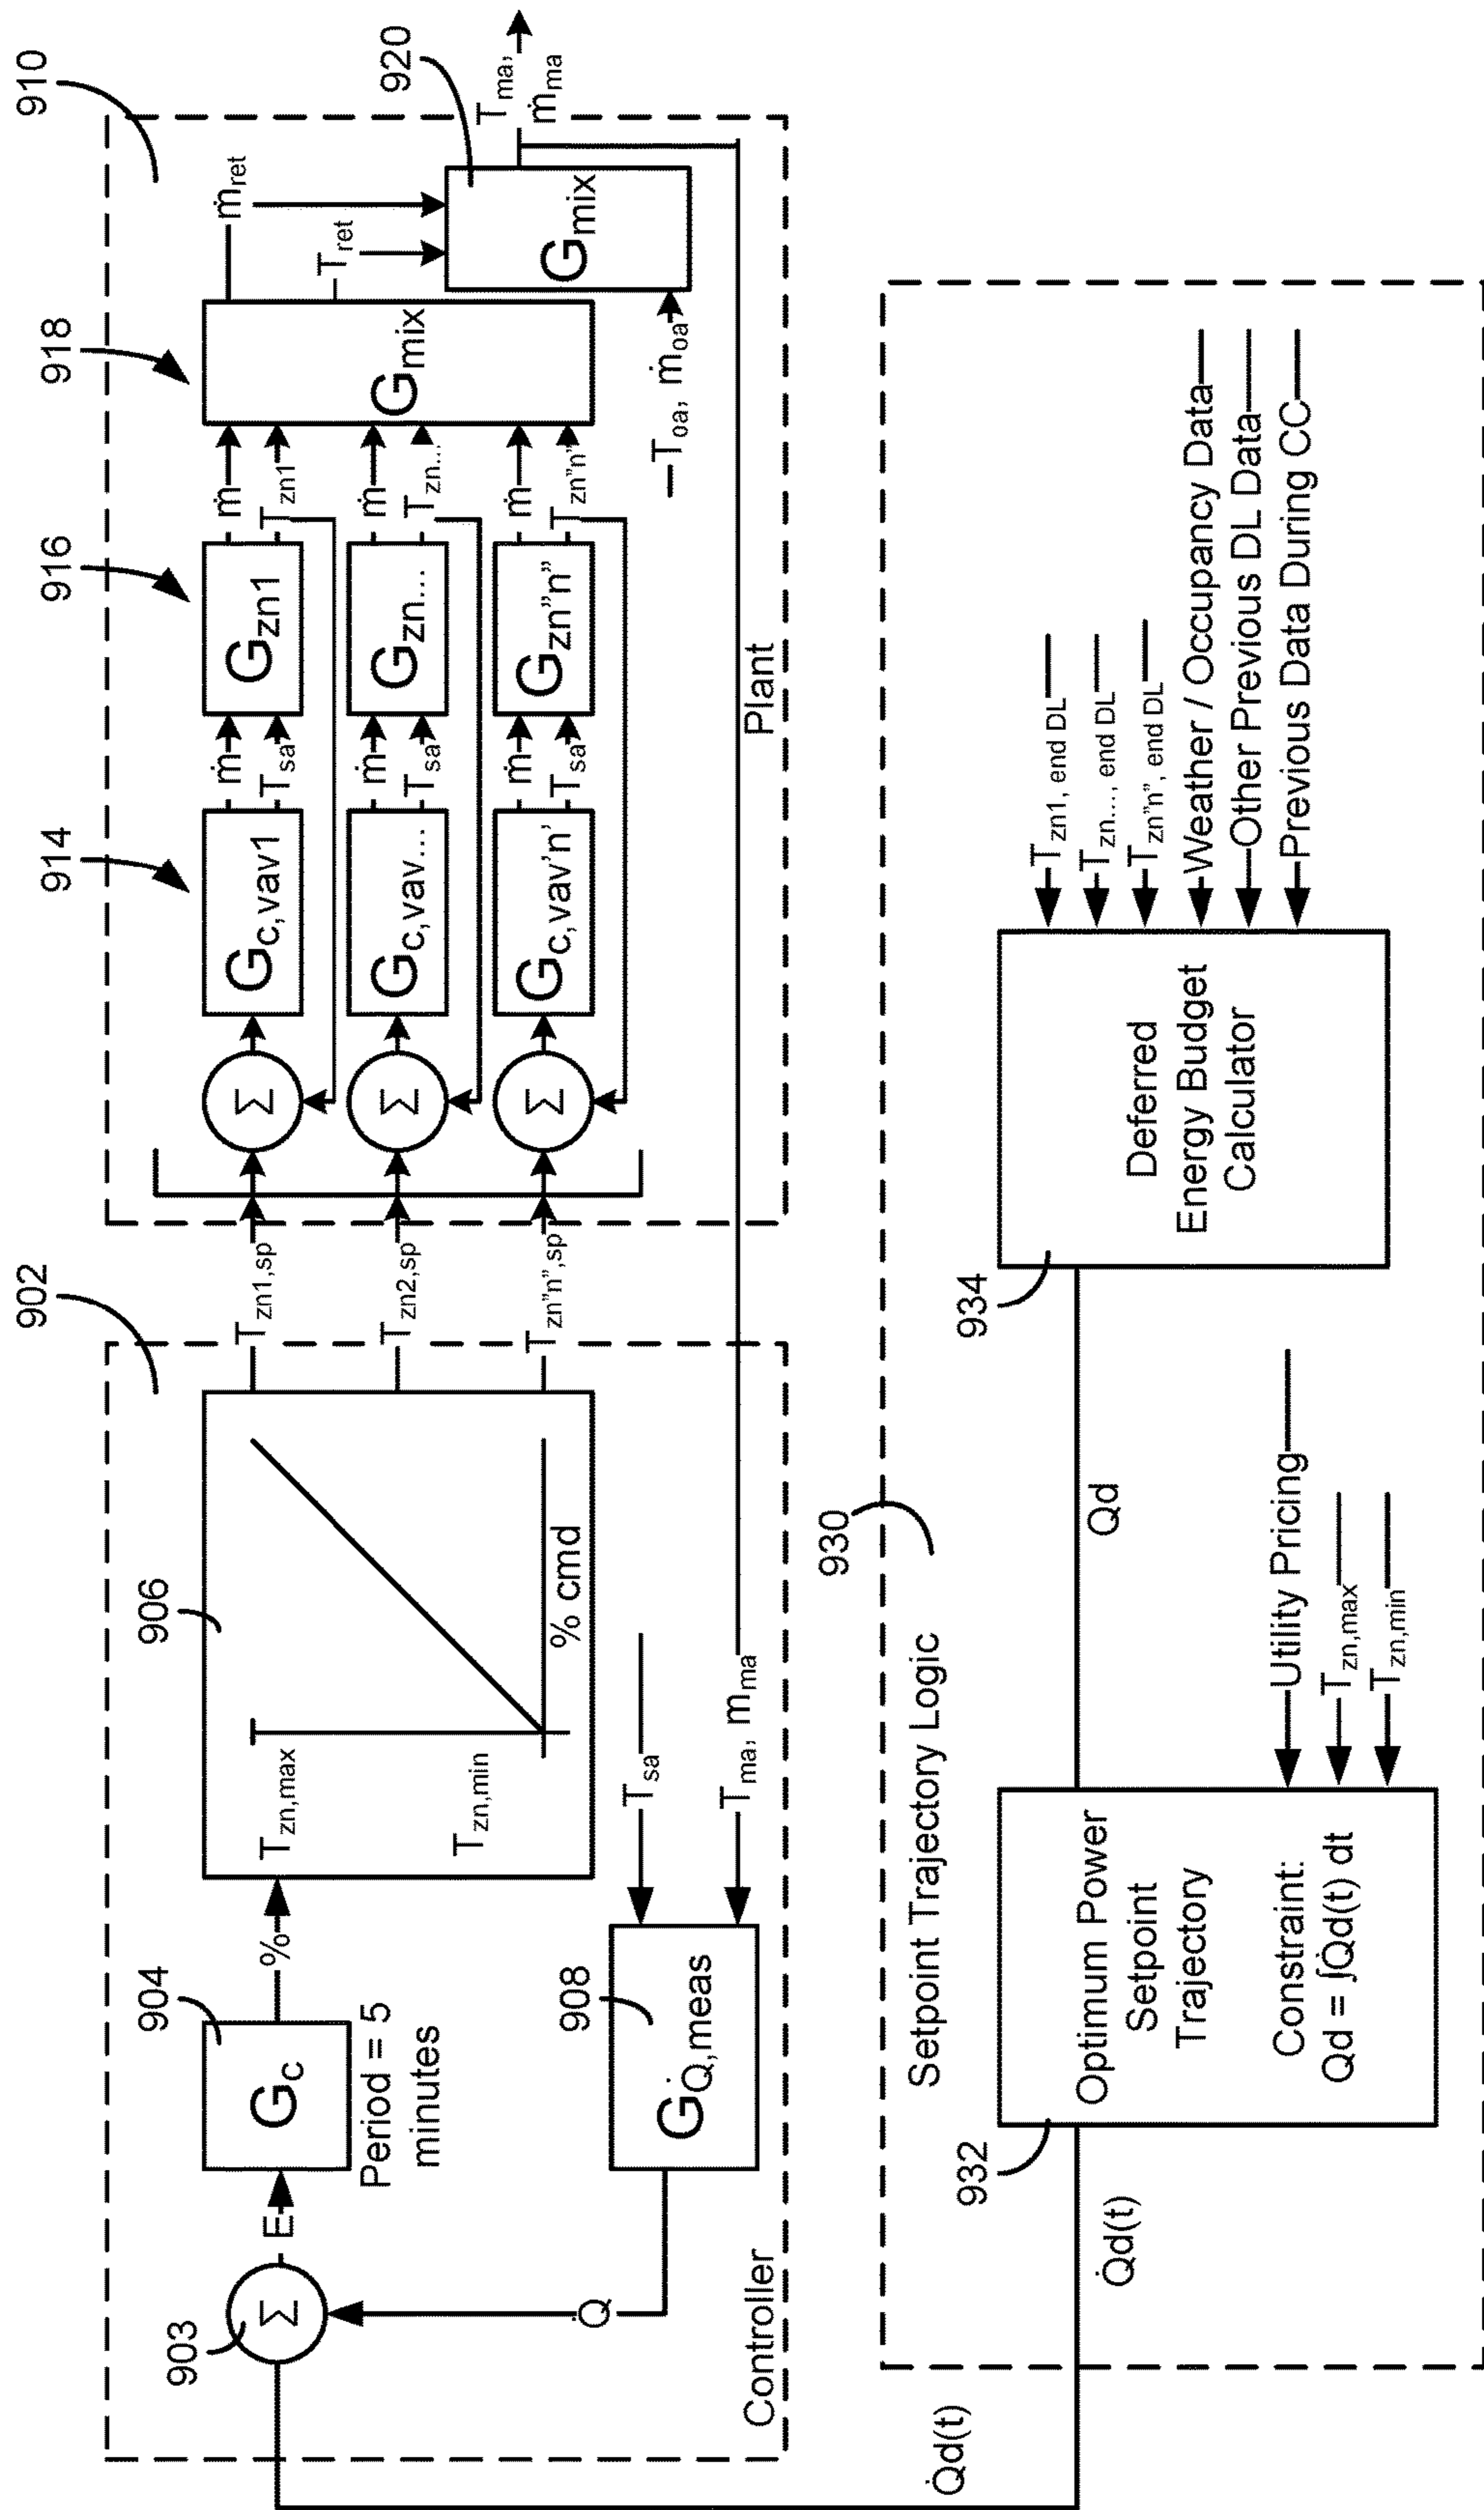 902
903
E
904
Gc
Period = 5
minutes
%
906
Tzn,max
Tzn,min
% cmd
908
GQ̇,meas
Q̇
Tsa
Tma, ṁma
Controller
Tzn1,sp
Tzn2,sp
Tzn"n",sp
910
914
916
918
920
Σ
Σ
Σ
Σ
Gc,vav1
ṁ
Tsa
Gzn1
ṁ
Tzn1
Gc,vav...
ṁ
Tsa
Gzn...
ṁ
Tzn...
Gc,vav'n'
ṁ
Tsa
Gzn"n"
ṁ
Tzn"n"
Gmix
ṁret
Tret
Gmix
Toa, ṁoa
Tma,
ṁma
Plant
Q̇d(t)
930
Setpoint Trajectory Logic
Q̇d(t)
932
Optimum Power
Setpoint
Trajectory
Constraint:
Qd = ∫Q̇d(t) dt
Utility Pricing
Tzn,max
Tzn,min
Qd
934
Deferred
Energy Budget
Calculator
Tzn1, end DL
Tzn..., end DL
Tzn"n", end DL
Weather / Occupancy Data
Other Previous DL Data
Previous Data During CC